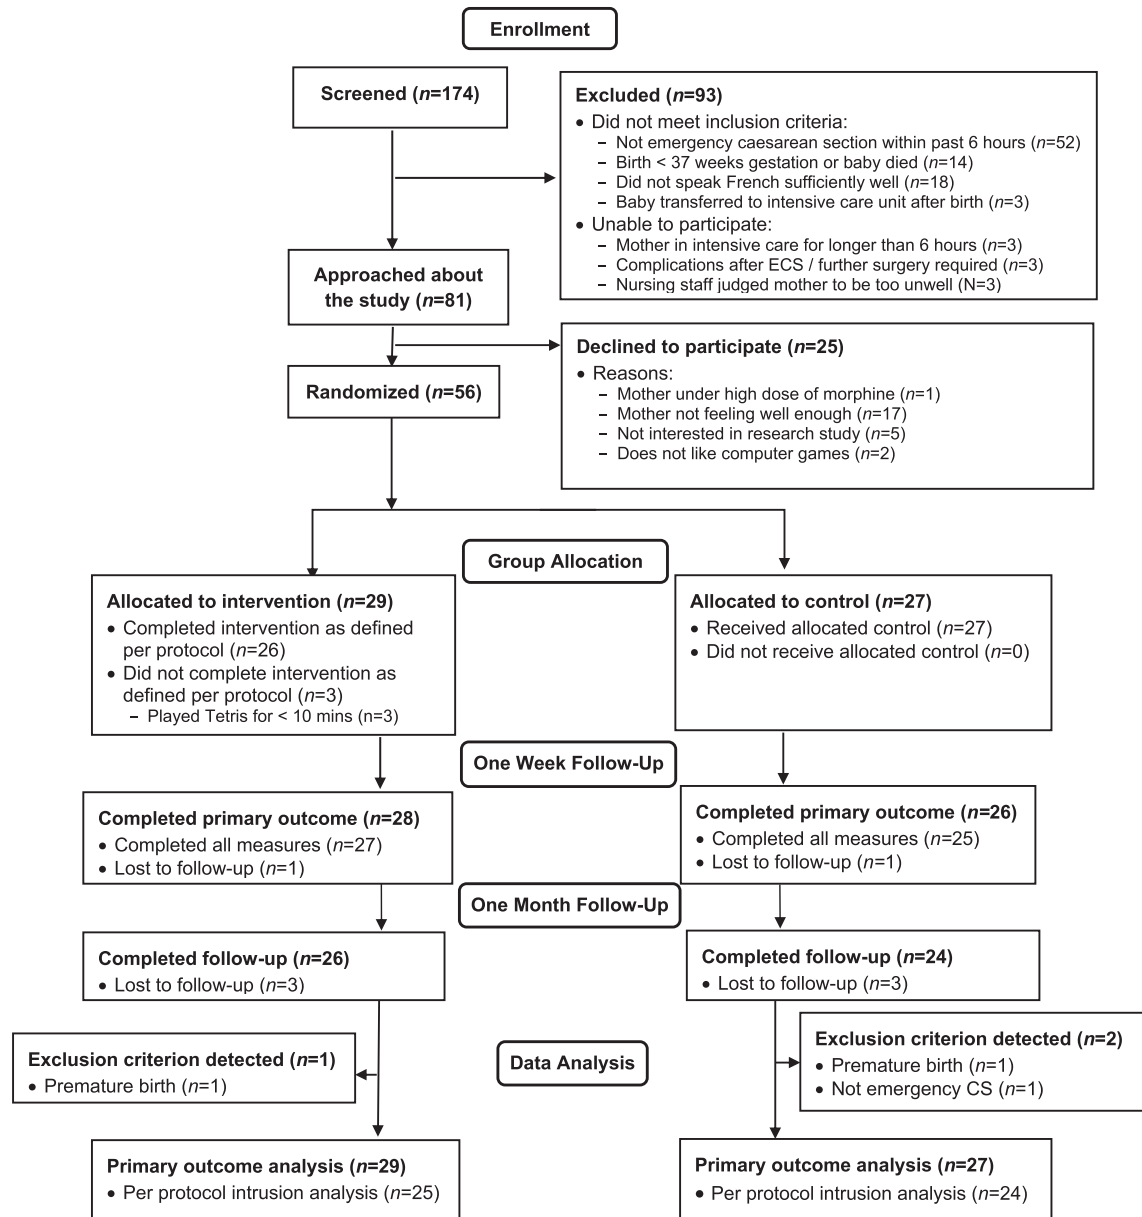 Enrollment
Screened (n=174)
Excluded (n=93)
• Did not meet inclusion criteria:
– Not emergency caesarean section within past 6 hours (n=52)
– Birth < 37 weeks gestation or baby died (n=14)
– Did not speak French sufficiently well (n=18)
– Baby transferred to intensive care unit after birth (n=3)
• Unable to participate:
– Mother in intensive care for longer than 6 hours (n=3)
– Complications after ECS / further surgery required (n=3)
– Nursing staff judged mother to be too unwell (N=3)
Approached about
the study (n=81)
Declined to participate (n=25)
• Reasons:
– Mother under high dose of morphine (n=1)
– Mother not feeling well enough (n=17)
– Not interested in research study (n=5)
– Does not like computer games (n=2)
Randomized (n=56)
Group Allocation
Allocated to intervention (n=29)
• Completed intervention as defined
per protocol (n=26)
• Did not complete intervention as
defined per protocol (n=3)
– Played Tetris for < 10 mins (n=3)
Allocated to control (n=27)
• Received allocated control (n=27)
• Did not receive allocated control (n=0)
One Week Follow-Up
Completed primary outcome (n=28)
• Completed all measures (n=27)
• Lost to follow-up (n=1)
Completed primary outcome (n=26)
• Completed all measures (n=25)
• Lost to follow-up (n=1)
One Month Follow-Up
Completed follow-up (n=26)
• Lost to follow-up (n=3)
Completed follow-up (n=24)
• Lost to follow-up (n=3)
Exclusion criterion detected (n=1)
• Premature birth (n=1)
Data Analysis
Exclusion criterion detected (n=2)
• Premature birth (n=1)
• Not emergency CS (n=1)
Primary outcome analysis (n=29)
• Per protocol intrusion analysis (n=25)
Primary outcome analysis (n=27)
• Per protocol intrusion analysis (n=24)